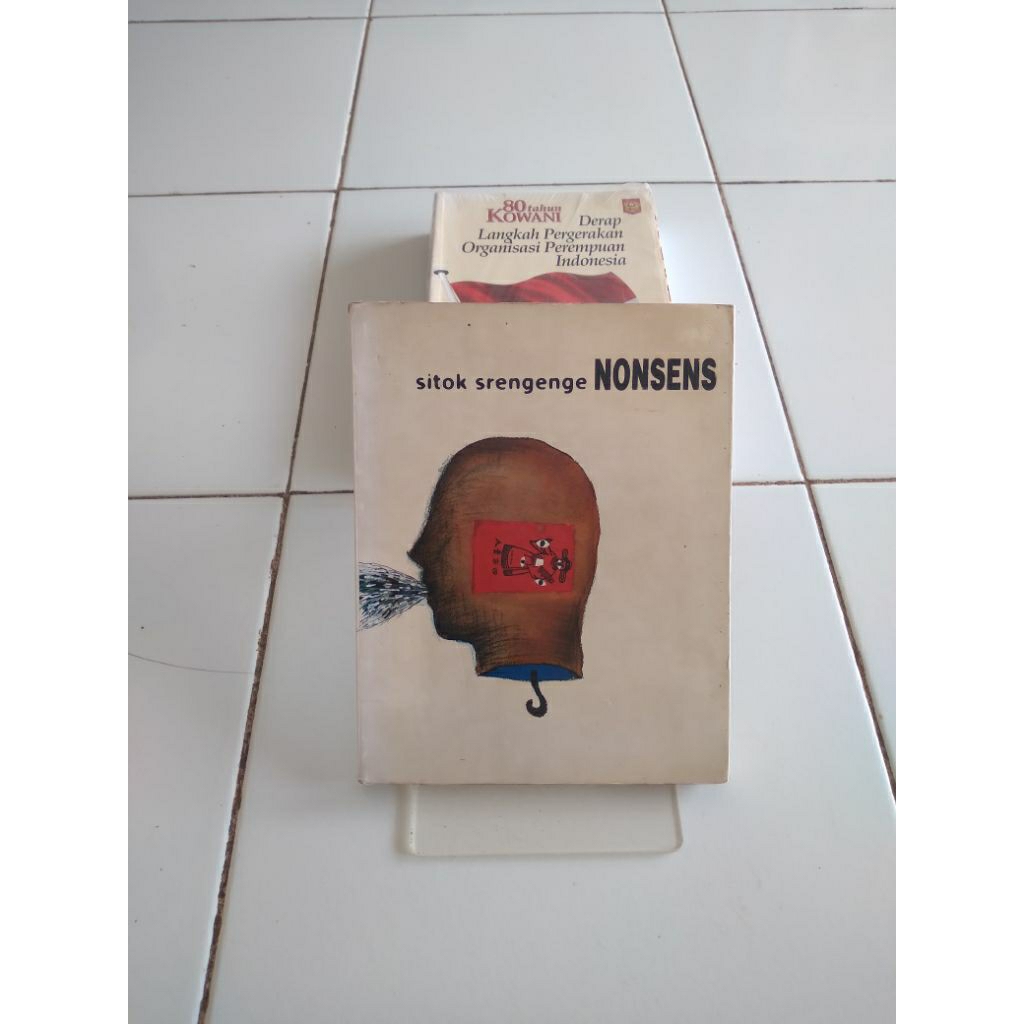 80 tahun
KOWANI Derap
Langkah Pergerakan
Organisasi Perempuan
Indonesia
sitok srengenge NONSENS